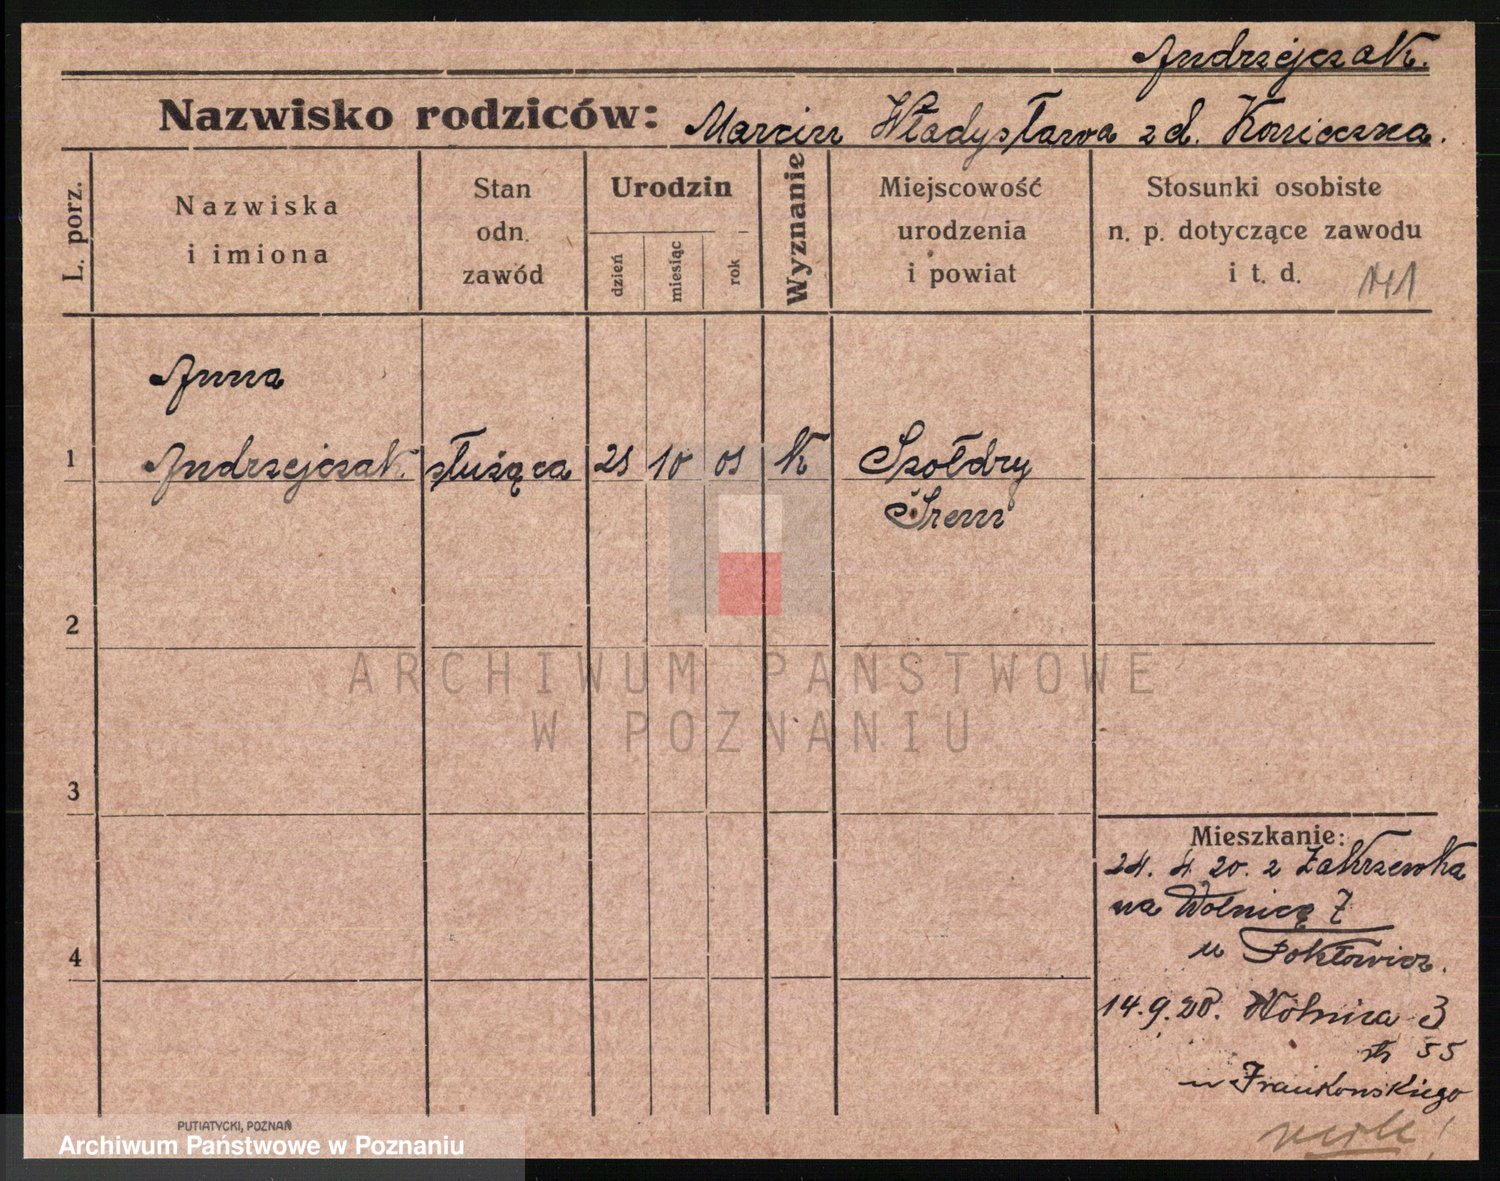 Andrzejczak.
Nazwisko rodziców: Marcin Władysława zd. Konieczna.
L. porz.
Nazwiska
i imiona
Stan
odn.
zawód
Urodzin
dzień
miesiąc
rok
Wyznanie
Miejscowość
urodzenia
i powiat
Stosunki osobiste
n. p. dotyczące zawodu
i t. d. 141
Anna
1 Andrzejczak służąca 25 10 05 k Szołdry
Śrem
2
ARCHIWUM PAŃSTWOWE
W POZNANIU
3
Mieszkanie:
24. 4. 20. z Zakrzewka
na Wolnicę 7
4
u
14.9.20. Wolnica 3
55
u Frankowskiego
PUTIATYCKI, POZNAŃ
Archiwum Państwowe w Poznaniu